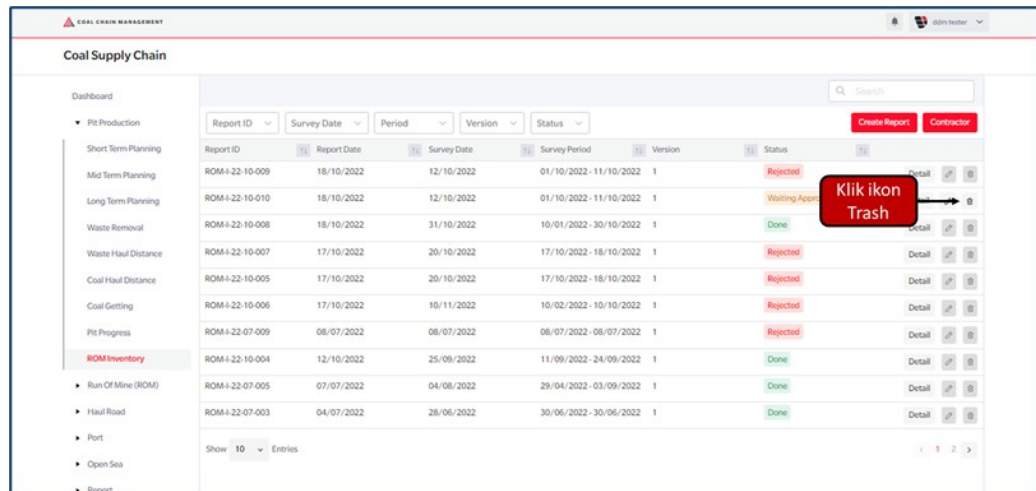 COAL CHAIN MANAGEMENT
ddm tester
Coal Supply Chain
Search
Dashboard
Pit Production
Short Term Planning
Mid Term Planning
Long Term Planning
Waste Removal
Waste Haul Distance
Coal Haul Distance
Coal Getting
Pit Progress
ROM Inventory
Run Of Mine (ROM)
Haul Road
Port
Open Sea
Report
Report ID Survey Date Period Version Status Create Report Contractor
Report ID Report Date Survey Date Survey Period Version Status
ROM-I-22-10-009 18/10/2022 12/10/2022 01/10/2022 - 11/10/2022 1 Rejected Detail
ROM-I-22-10-010 18/10/2022 12/10/2022 01/10/2022 - 11/10/2022 1 Waiting
Klik ikon
Trash
ROM-I-22-10-008 18/10/2022 31/10/2022 10/01/2022 - 30/10/2022 1 Done Detail
ROM-I-22-10-007 17/10/2022 20/10/2022 17/10/2022 - 18/10/2022 1 Rejected Detail
ROM-I-22-10-005 17/10/2022 20/10/2022 17/10/2022 - 18/10/2022 1 Rejected Detail
ROM-I-22-10-006 17/10/2022 10/11/2022 10/02/2022 - 10/10/2022 1 Rejected Detail
ROM-I-22-07-009 08/07/2022 08/07/2022 08/07/2022 - 08/07/2022 1 Rejected Detail
ROM-I-22-10-004 12/10/2022 25/09/2022 11/09/2022 - 24/09/2022 1 Done Detail
ROM-I-22-07-005 07/07/2022 04/08/2022 29/04/2022 - 03/09/2022 1 Done Detail
ROM-I-22-07-003 04/07/2022 28/06/2022 30/06/2022 - 30/06/2022 1 Done Detail
Show 10 Entries
1 2